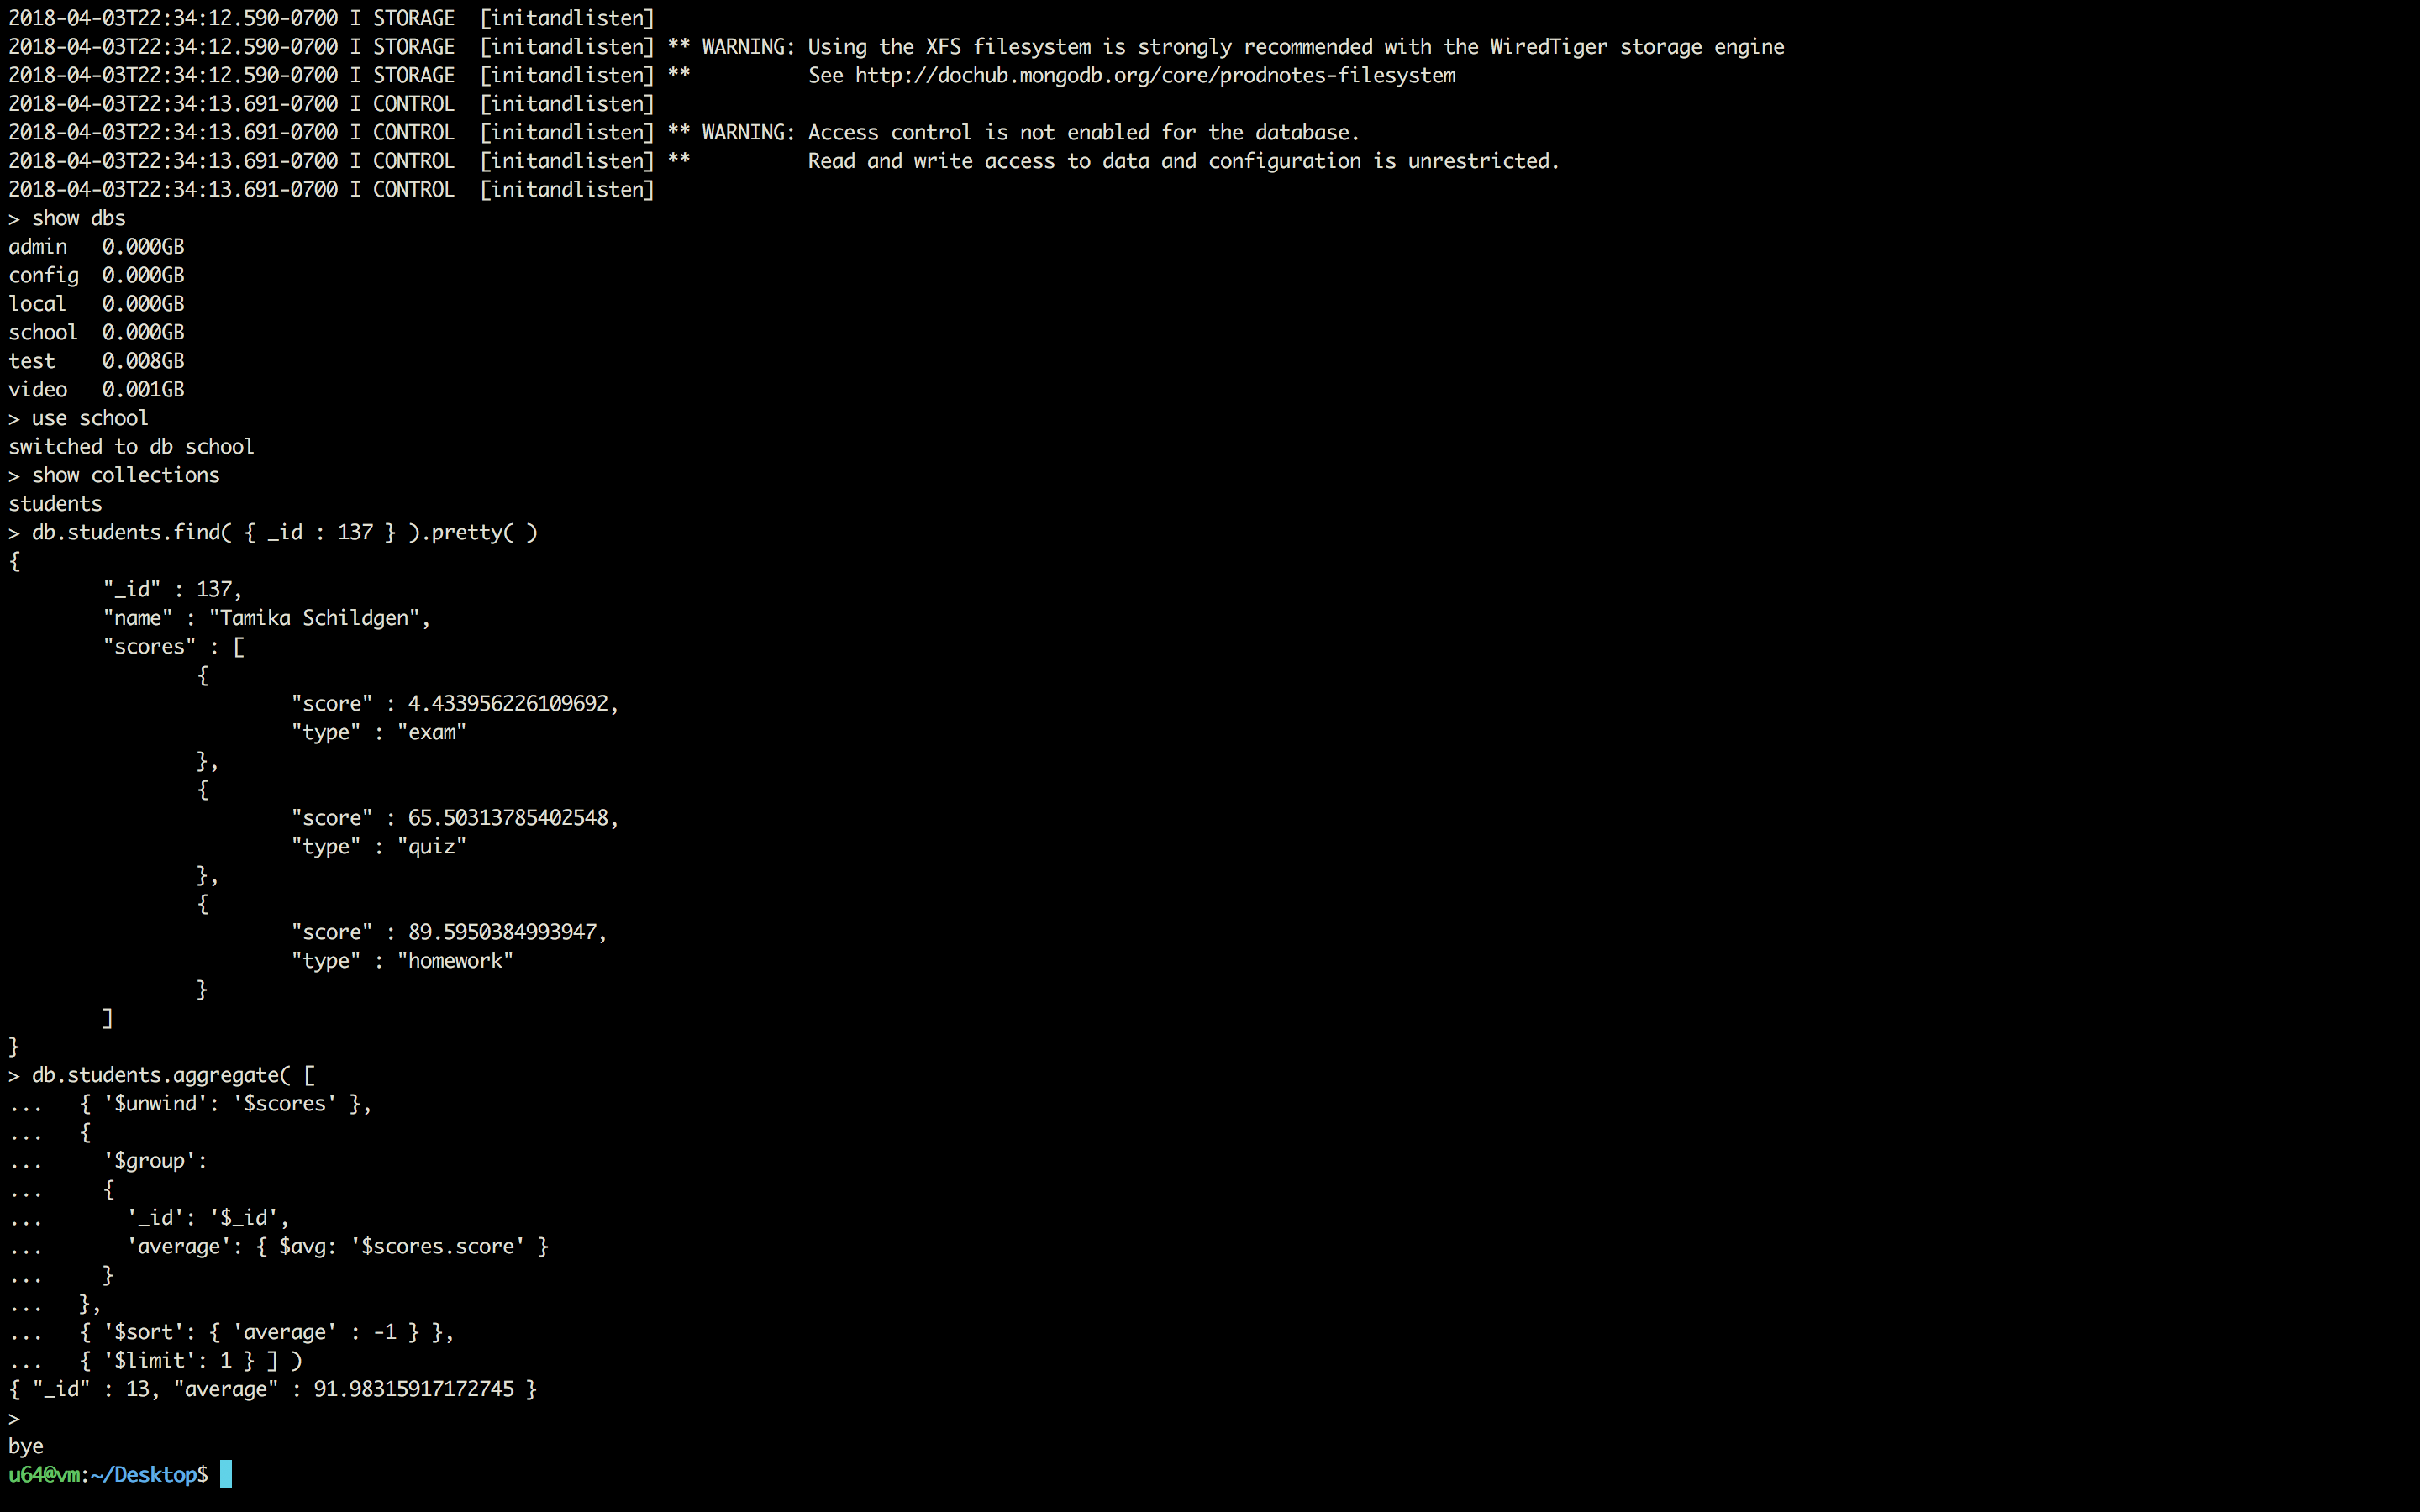 2018-04-03T22:34:12.590-0700 I STORAGE  [initandlisten]
2018-04-03T22:34:12.590-0700 I STORAGE  [initandlisten] ** WARNING: Using the XFS filesystem is strongly recommended with the WiredTiger storage engine
2018-04-03T22:34:12.590-0700 I STORAGE  [initandlisten] **          See http://dochub.mongodb.org/core/prodnotes-filesystem
2018-04-03T22:34:13.691-0700 I CONTROL  [initandlisten]
2018-04-03T22:34:13.691-0700 I CONTROL  [initandlisten] ** WARNING: Access control is not enabled for the database.
2018-04-03T22:34:13.691-0700 I CONTROL  [initandlisten] **          Read and write access to data and configuration is unrestricted.
2018-04-03T22:34:13.691-0700 I CONTROL  [initandlisten]
> show dbs
admin   0.000GB
config  0.000GB
local   0.000GB
school  0.000GB
test    0.008GB
video   0.001GB
> use school
switched to db school
> show collections
students
> db.students.find( { _id : 137 } ).pretty( )
{
        "_id" : 137,
        "name" : "Tamika Schildgen",
        "scores" : [
                {
                        "score" : 4.433956226109692,
                        "type" : "exam"
                },
                {
                        "score" : 65.50313785402548,
                        "type" : "quiz"
                },
                {
                        "score" : 89.5950384993947,
                        "type" : "homework"
                }
        ]
}
> db.students.aggregate( [
...   { '$unwind': '$scores' },
...   {
...     '$group':
...     {
...       '_id': '$_id',
...       'average': { $avg: '$scores.score' }
...     }
...   },
...   { '$sort': { 'average' : -1 } },
...   { '$limit': 1 } ] )
{ "_id" : 13, "average" : 91.98315917172745 }
>
bye
u64@vm:~/Desktop$